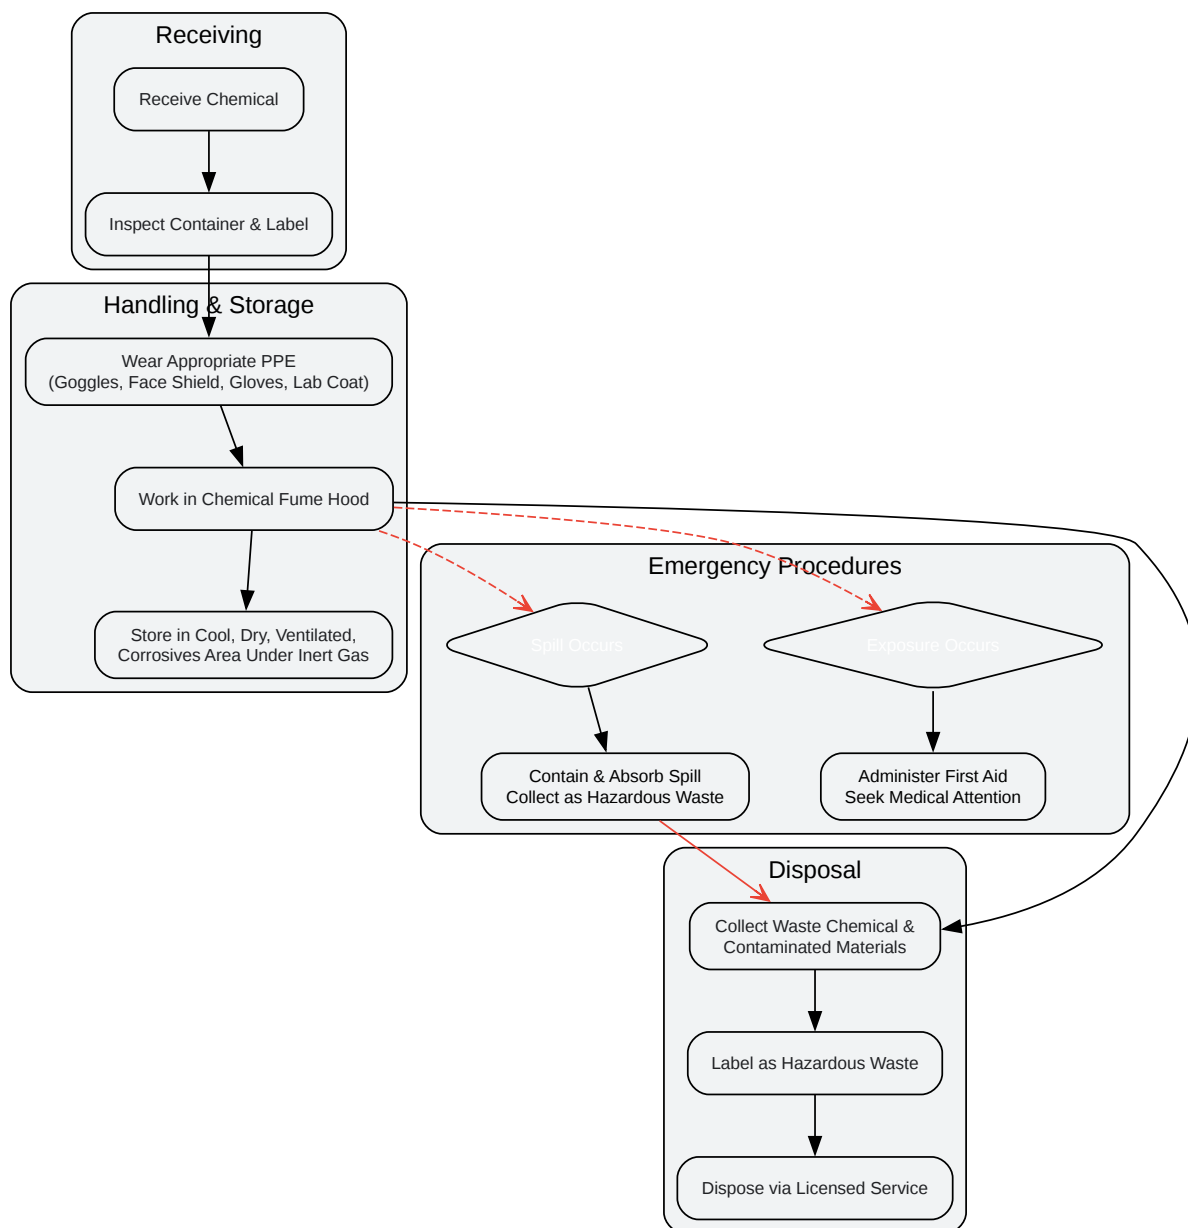 Receiving
Receive Chemical
Inspect Container & Label
Handling & Storage
Wear Appropriate PPE
(Goggles, Face Shield, Gloves, Lab Coat)
Work in Chemical Fume Hood
Store in Cool, Dry, Ventilated,
Corrosives Area Under Inert Gas
Emergency Procedures
Spill Occurs
Exposure Occurs
Contain & Absorb Spill
Collect as Hazardous Waste
Administer First Aid
Seek Medical Attention
Disposal
Collect Waste Chemical &
Contaminated Materials
Label as Hazardous Waste
Dispose via Licensed Service